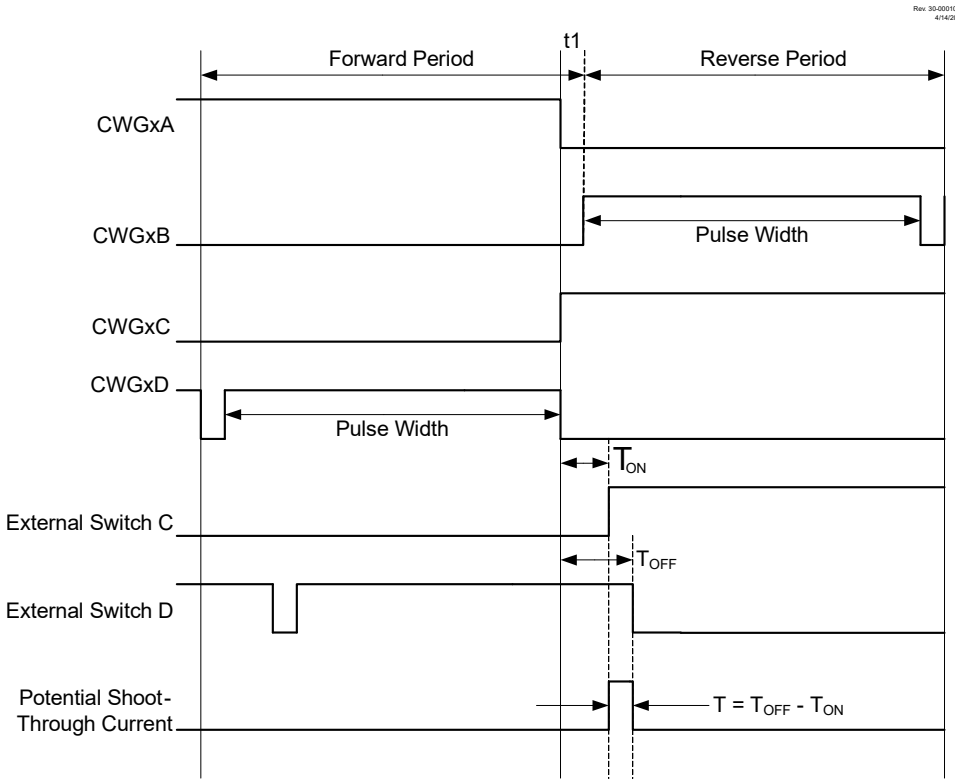 Rev. 30-00010
4/14/20
t1
Forward Period
Reverse Period
CWGxA
CWGxB
Pulse Width
CWGxC
CWGxD
Pulse Width
TON
External Switch C
TOFF
External Switch D
Potential Shoot-
Through Current
T = TOFF - TON